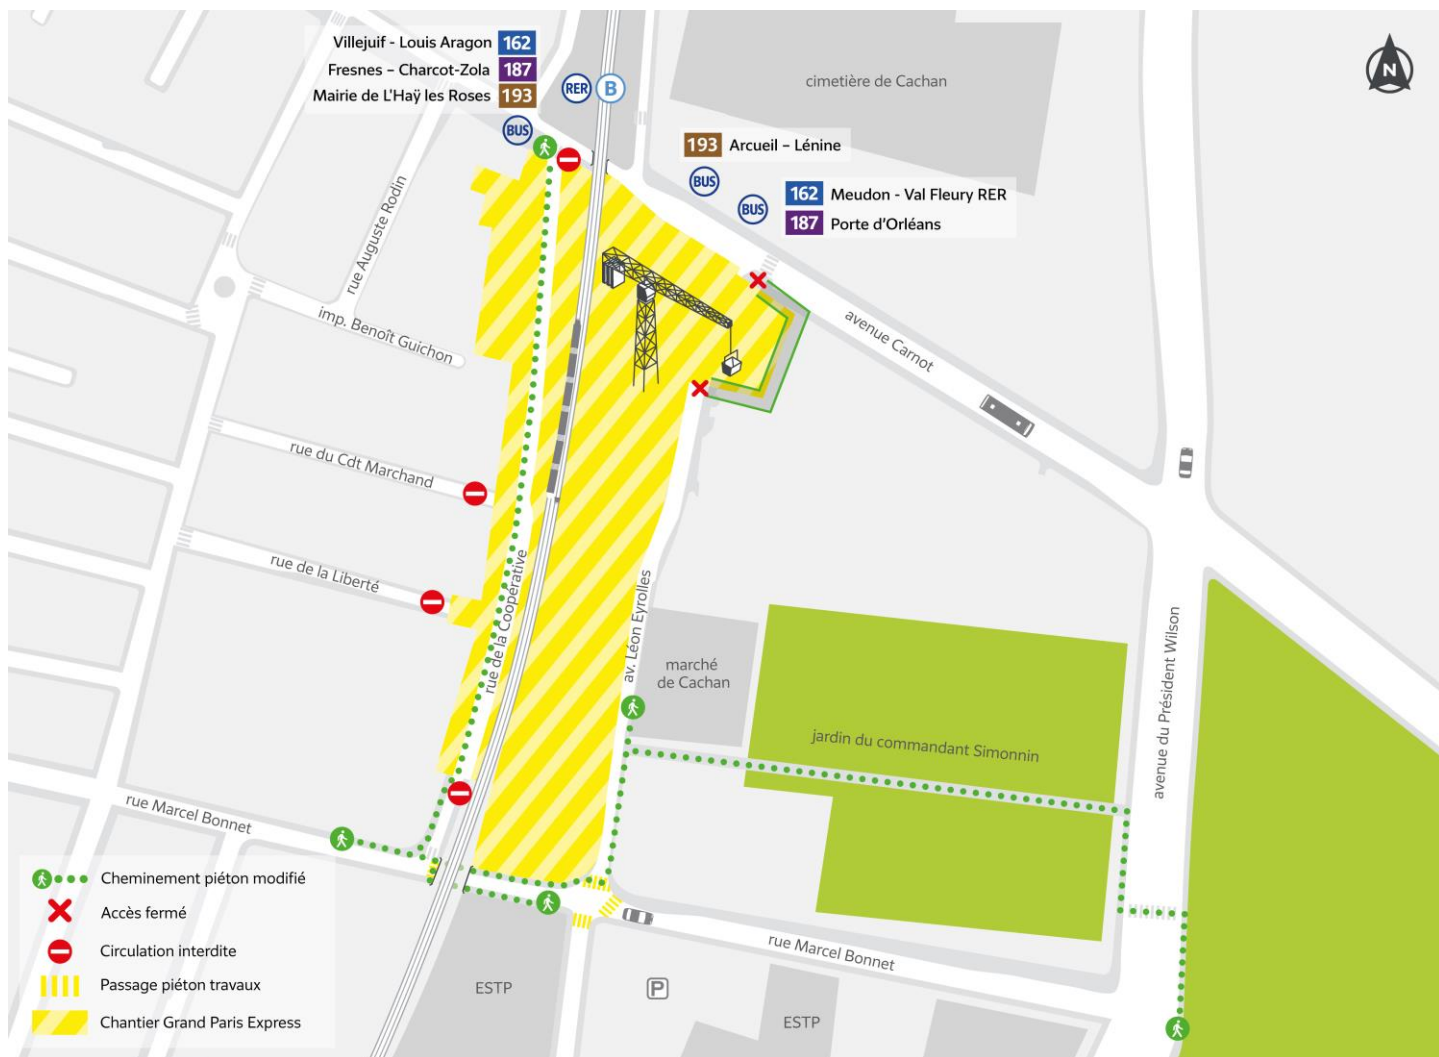 Villejuif - Louis Aragon 162
Fresnes – Charcot-Zola 187
Mairie de L'Haÿ les Roses 193
BUS
RER B
N
cimetière de Cachan
193 Arcueil – Lénine
BUS
BUS
162 Meudon - Val Fleury RER
187 Porte d'Orléans
rue Auguste Rodin
imp. Benoît Guichon
avenue Carnot
rue du Cdt Marchand
rue de la Liberté
rue de la Coopérative
av. Léon Eyrolles
marché
de Cachan
jardin du commandant Simonnin
avenue du Président Wilson
rue Marcel Bonnet
rue Marcel Bonnet
ESTP
P
ESTP
Cheminement piéton modifié
Accès fermé
Circulation interdite
Passage piéton travaux
Chantier Grand Paris Express